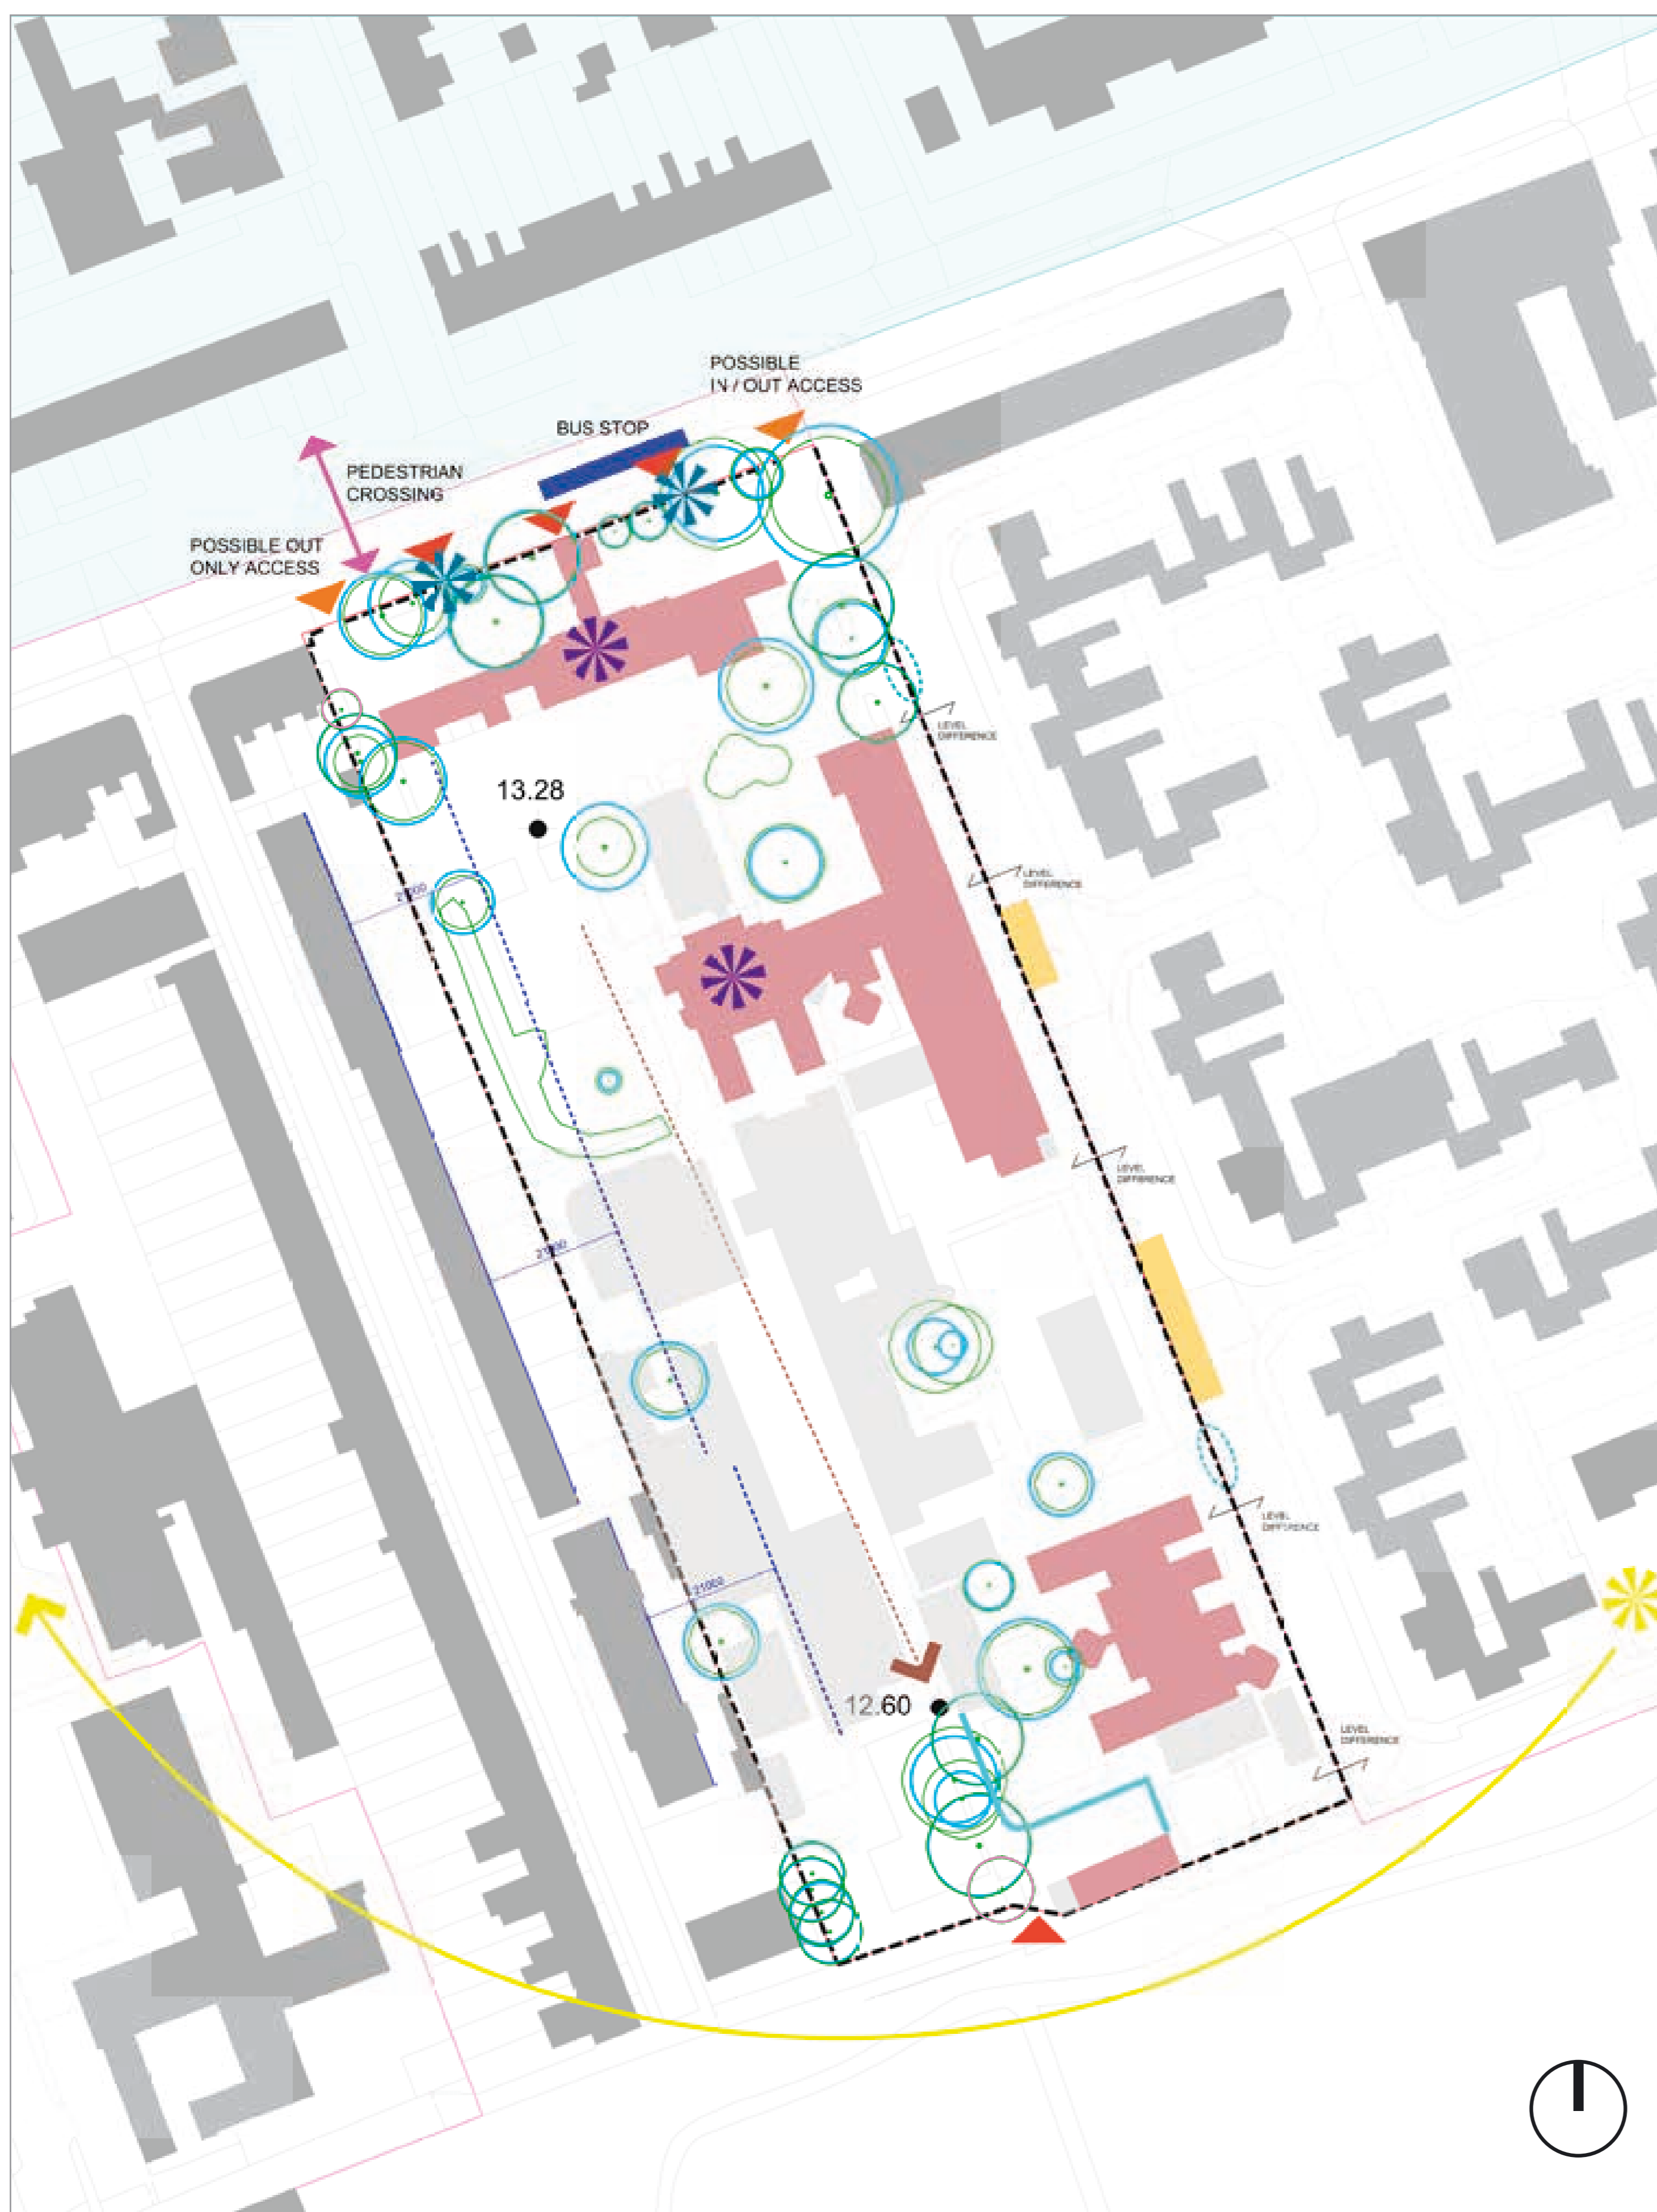 POSSIBLE
IN / OUT ACCESS
BUS STOP
PEDESTRIAN
CROSSING
POSSIBLE OUT
ONLY ACCESS
LEVEL
DIFFERENCE
13.28
LEVEL
DIFFERENCE
LEVEL
DIFFERENCE
LEVEL
DIFFERENCE
12.60
LEVEL
DIFFERENCE